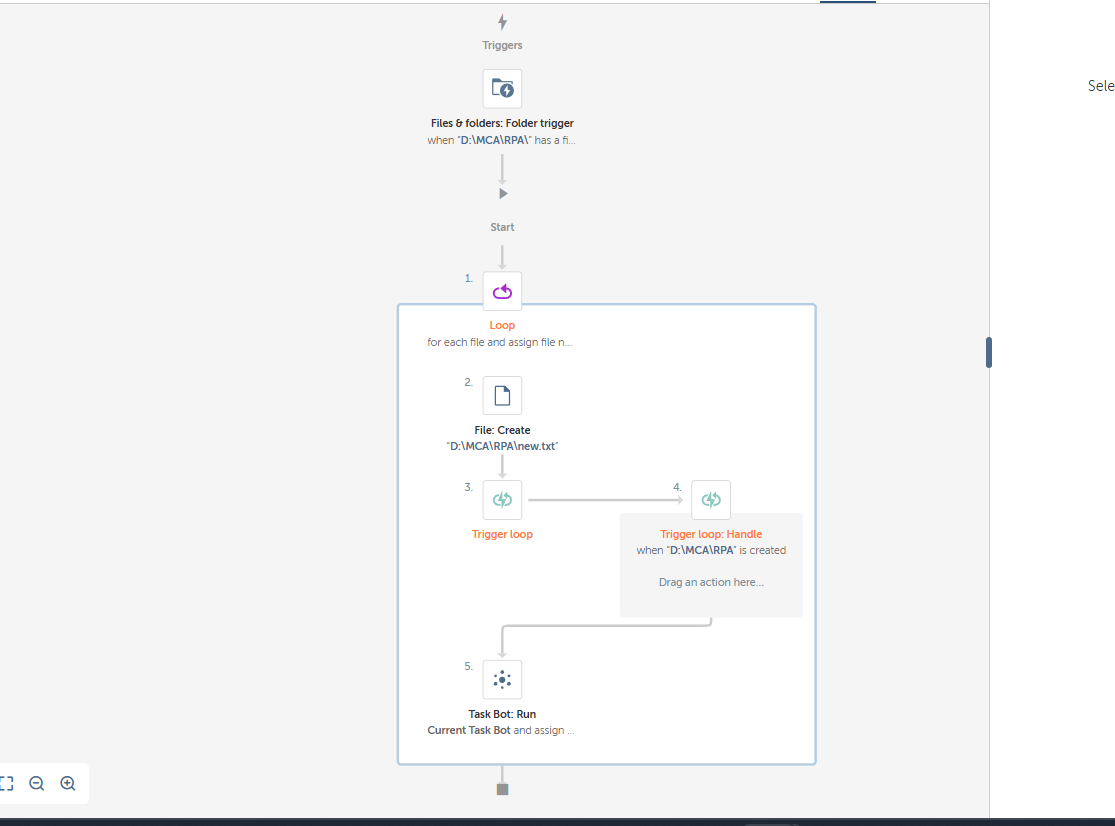 Triggers
Sele
Files & folders: Folder trigger
when "D:\MCA\RPA\" has a fi...
Start
1.
Loop
for each file and assign file n...
2.
File: Create
"D:\MCA\RPA\new.txt"
3.
4.
Trigger loop
Trigger loop: Handle
when "D:\MCA\RPA" is created
Drag an action here...
5.
Task Bot: Run
Current Task Bot and assign ...